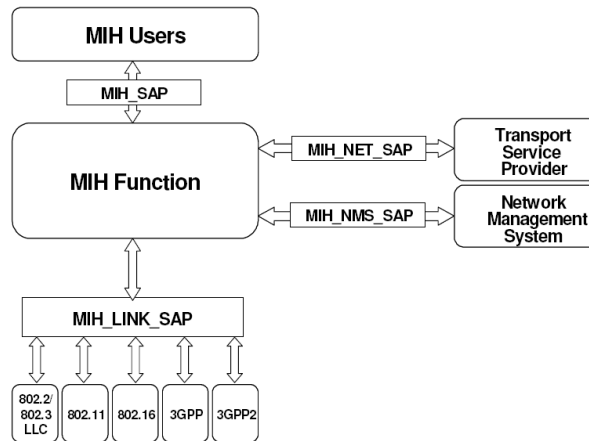 MIH Users
MIH_SAP
MIH Function
MIH_NET_SAP
Transport
Service
Provider
MIH_NMS_SAP
Network
Management
System
MIH_LINK_SAP
802.2/
802.3
LLC
802.11
802.16
3GPP
3GPP2